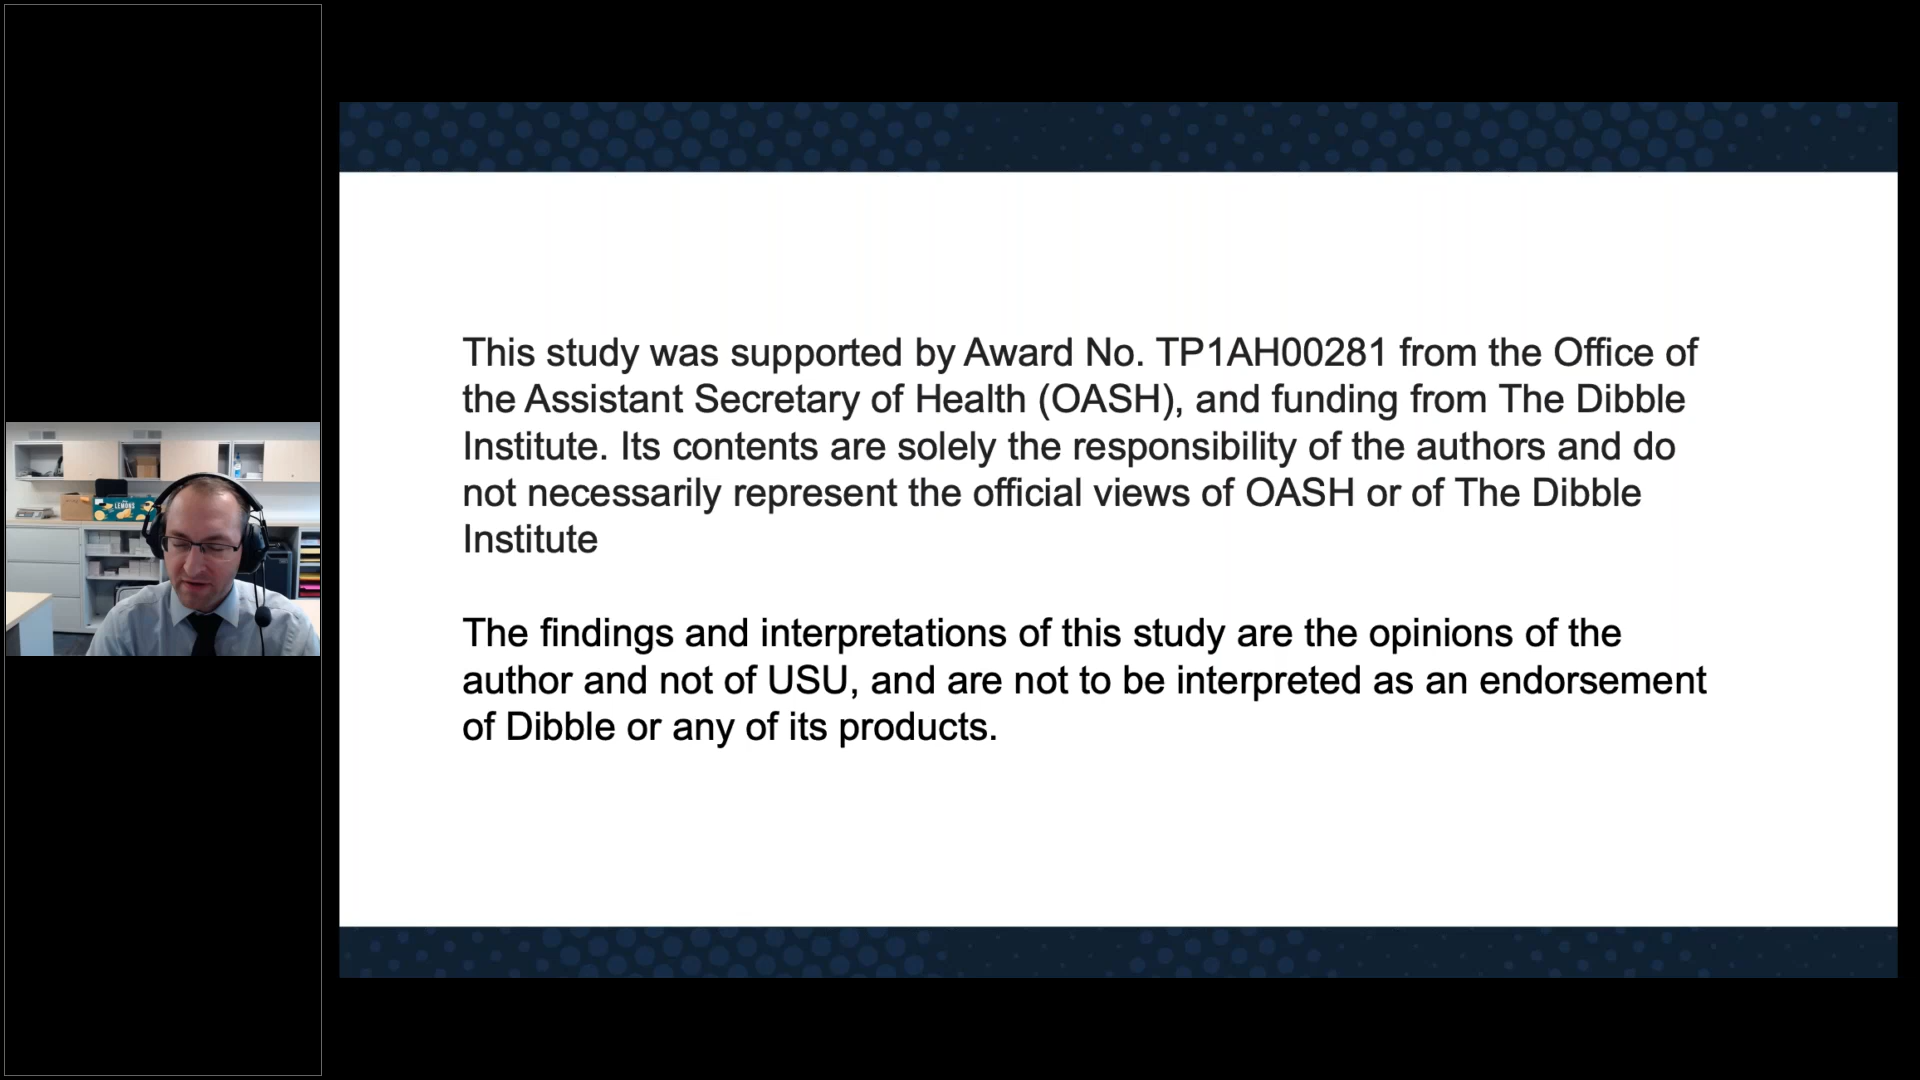 This study was supported by Award No. TP1AH00281 from the Office of
the Assistant Secretary of Health (OASH), and funding from The Dibble
Institute. Its contents are solely the responsibility of the authors and do
not necessarily represent the official views of OASH or of The Dibble
Institute
The findings and interpretations of this study are the opinions of the
author and not of USU, and are not to be interpreted as an endorsement
of Dibble or any of its products.
LEMONS